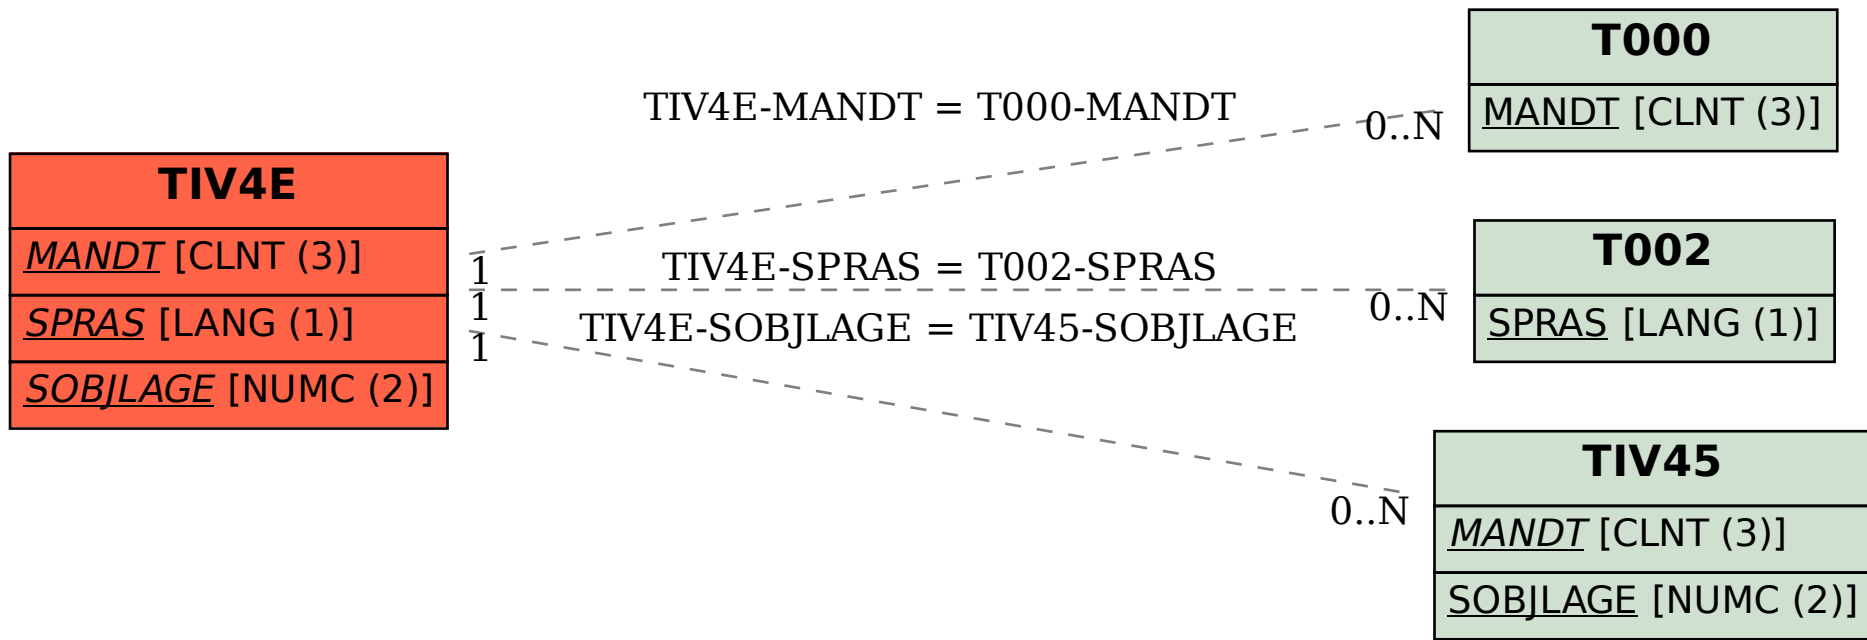 TIV4E
MANDT [CLNT (3)]
SPRAS [LANG (1)]
SOBJLAGE [NUMC (2)]
TIV4E-MANDT = T000-MANDT
1
0..N
TIV4E-SPRAS = T002-SPRAS
1
0..N
TIV4E-SOBJLAGE = TIV45-SOBJLAGE
1
0..N
T000
MANDT [CLNT (3)]
T002
SPRAS [LANG (1)]
TIV45
MANDT [CLNT (3)]
SOBJLAGE [NUMC (2)]